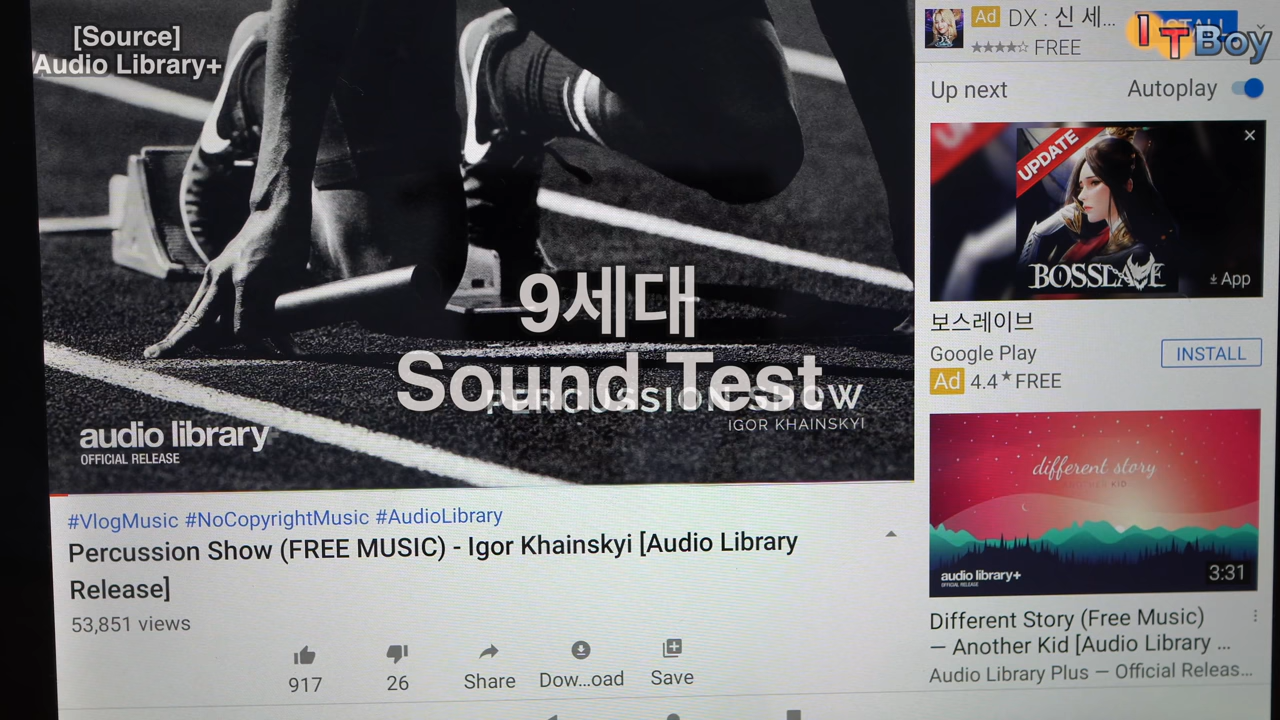 [Source]
Audio Library+
9세대
Sound Test
PERCUSSION SHOW
IGOR KHAINSKYI
audio library+
OFFICIAL RELEASE
#VlogMusic #NoCopyrightMusic #AudioLibrary
Percussion Show (FREE MUSIC) - Igor Khainskyi [Audio Library
Release]
53,851 views
917
26
Share
Dow...oad
Save
Ad DX : 신 세...
FREE
INSTALL
ITBoy
Up next
Autoplay
UPDATE
BOSSLAVE
App
보스레이브
Google Play
INSTALL
Ad 4.4★FREE
different story
ANOTHER KID
audio library+
OFFICIAL RELEASE
3:31
Different Story (Free Music)
— Another Kid [Audio Library ...
Audio Library Plus — Official Releas...